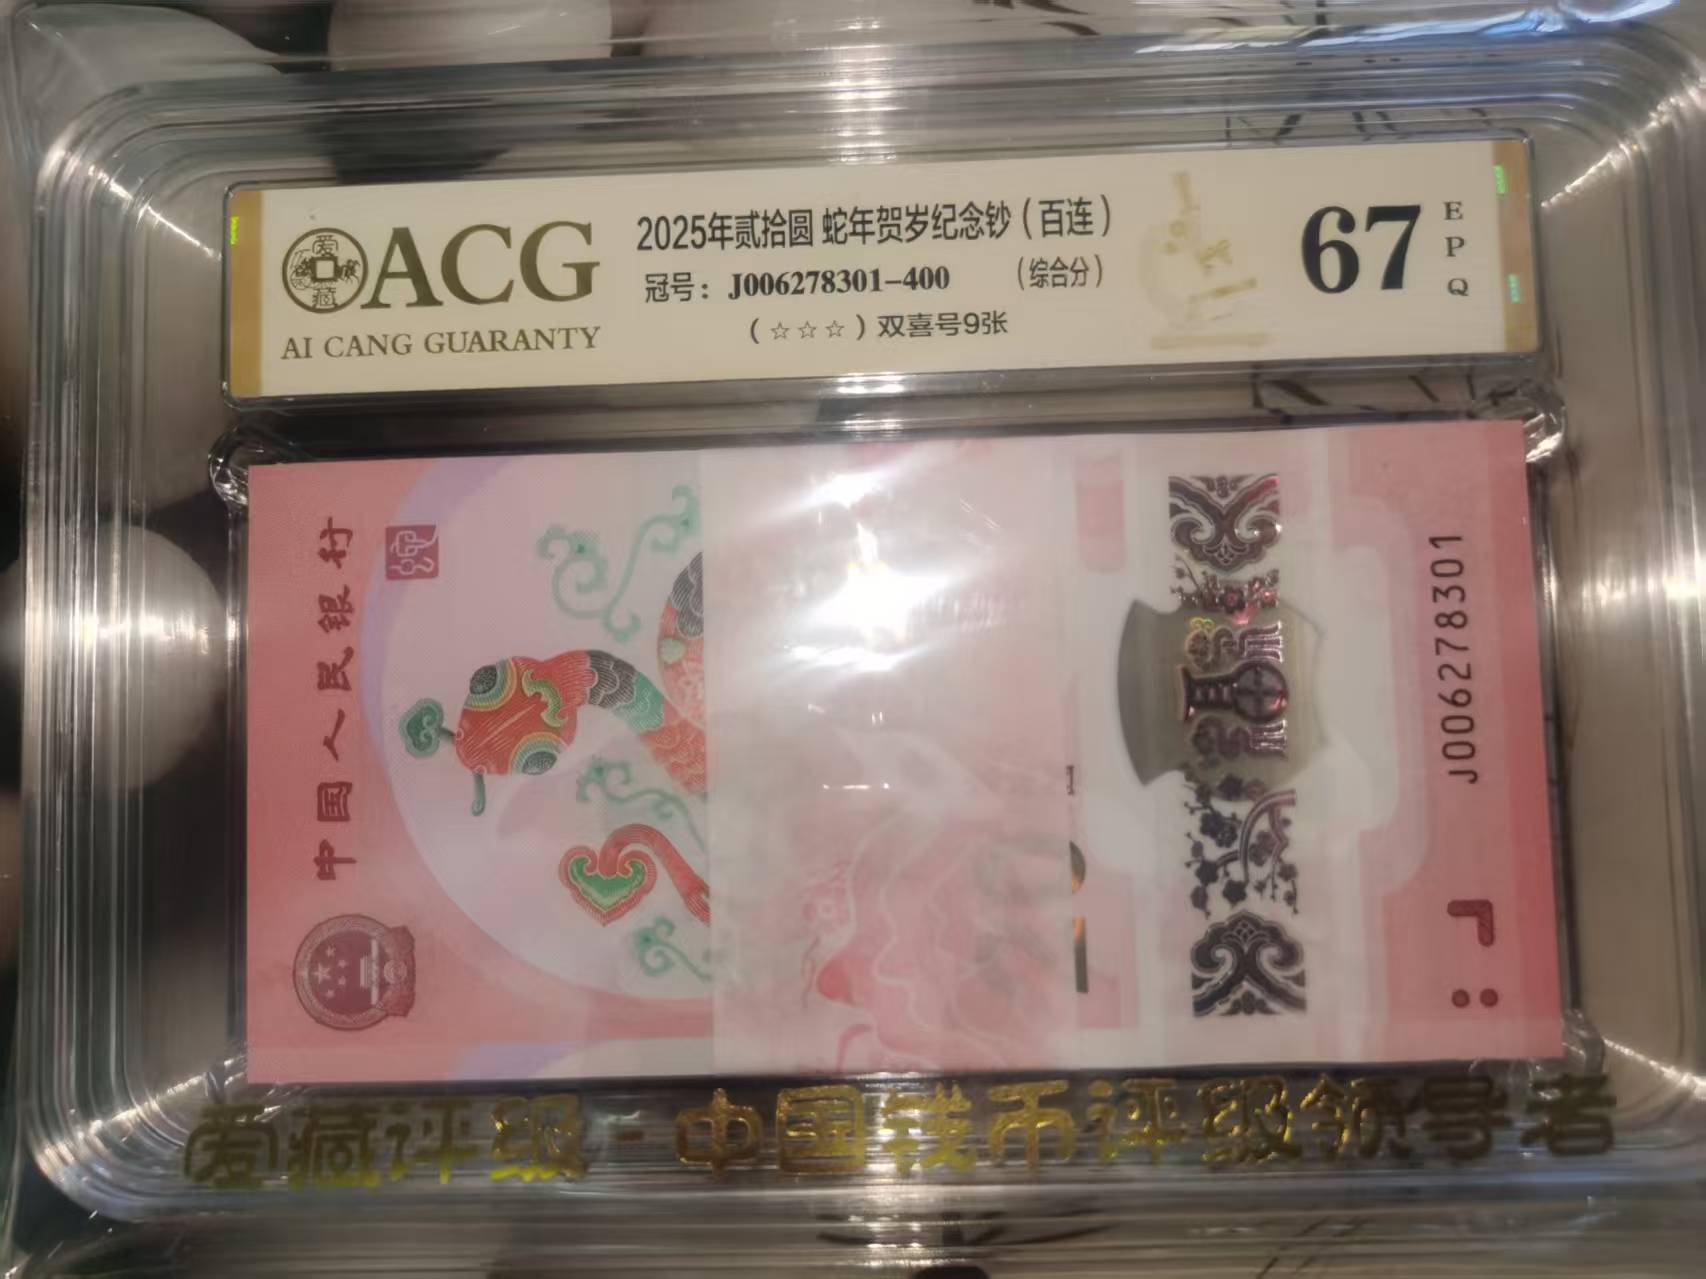 ACG
AI CANG GUARANTY
2025年贰拾圆 蛇年贺岁纪念钞（百连）
冠号：J006278301-400 （综合分）
（☆☆☆）双喜号9张
67
EPQ
中国人民银行
J006278301
爱藏评级·中国钱币评级领导者